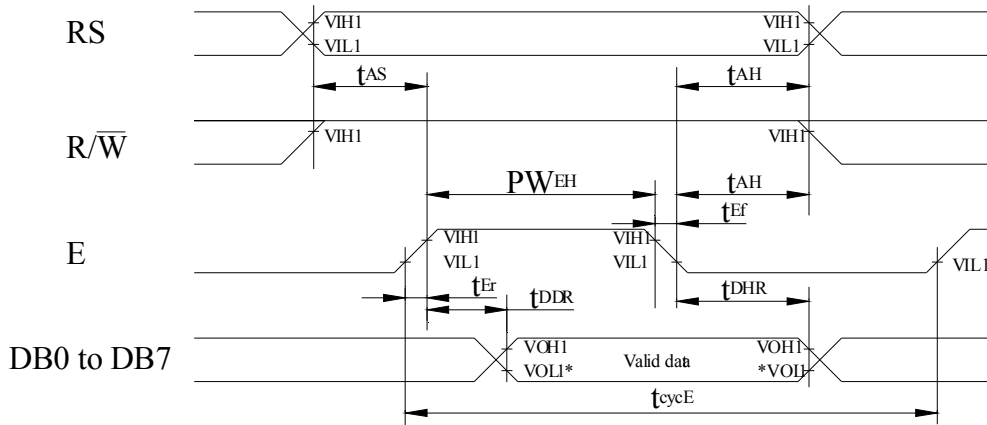 RS
VIH1
VIL1
VIH1
VIL1
tAS
tAH
R/W̅
VIH1
VIH1
PWEH
tAH
tEf
E
VIH1
VIL1
VIH1
VIL1
VIL1
tEr
tDDR
tDHR
DB0 to DB7
VOH1
VOL1*
Valid data
VOH1
*VOL1
tcycE